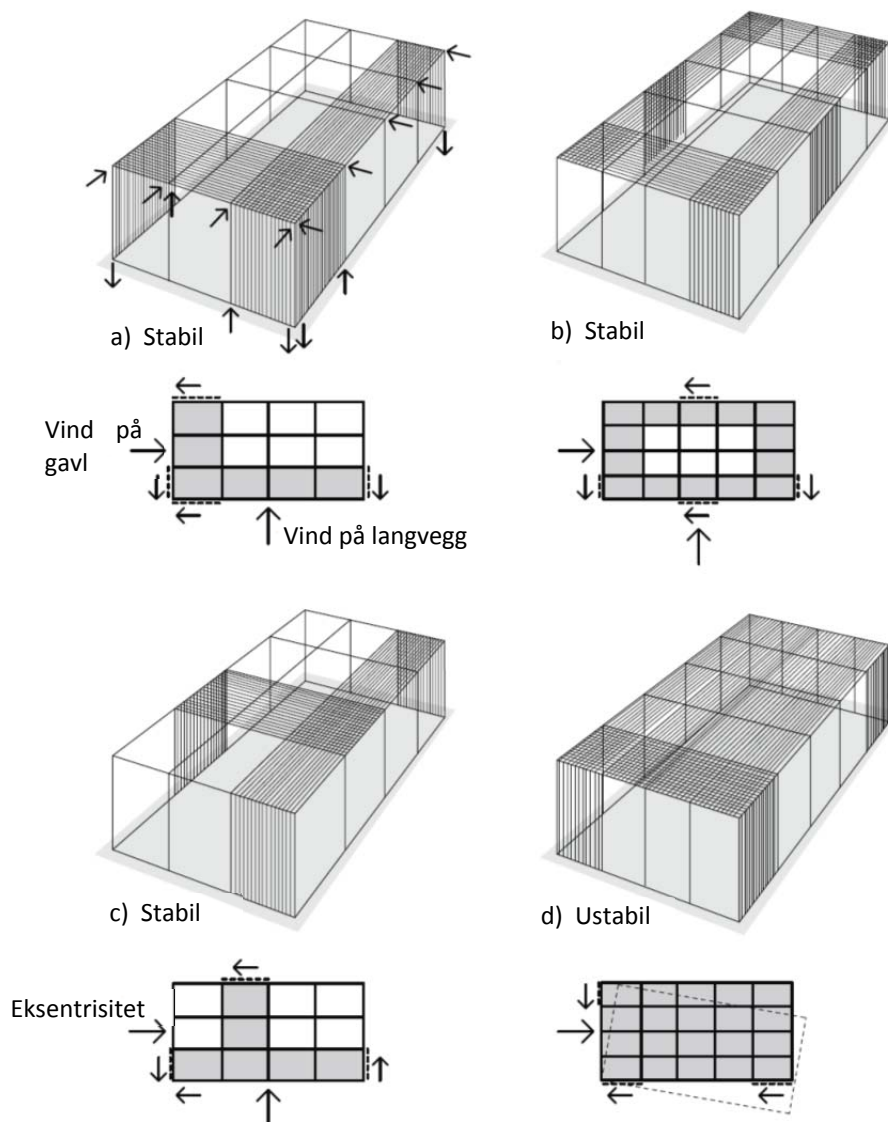 a) Stabil
b) Stabil
Vind på
gavl
Vind på langvegg
c) Stabil
d) Ustabil
Eksentrisitet